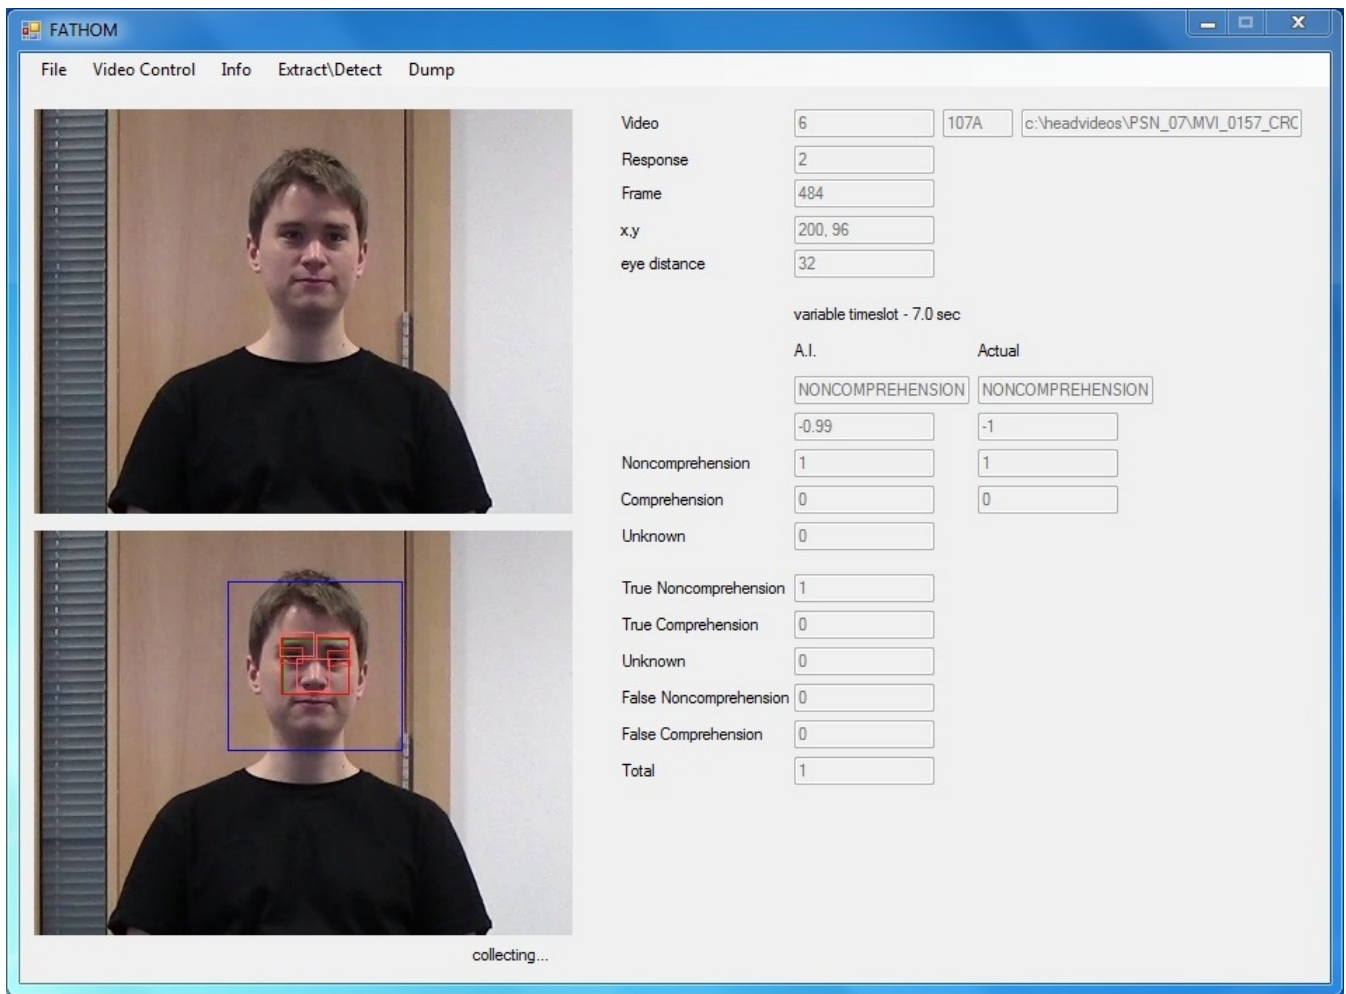 FATHOM
File Video Control Info Extract\Detect Dump
Video 6 107A c:\headvideos\PSN_07\MVI_0157_CRC
Response 2
Frame 484
x,y 200, 96
eye distance 32
variable timeslot - 7.0 sec
A.I. Actual
NONCOMPREHENSION NONCOMPREHENSION
-0.99 -1
Noncomprehension 1 1
Comprehension 0 0
Unknown 0
True Noncomprehension 1
True Comprehension 0
Unknown 0
False Noncomprehension 0
False Comprehension 0
Total 1
collecting...